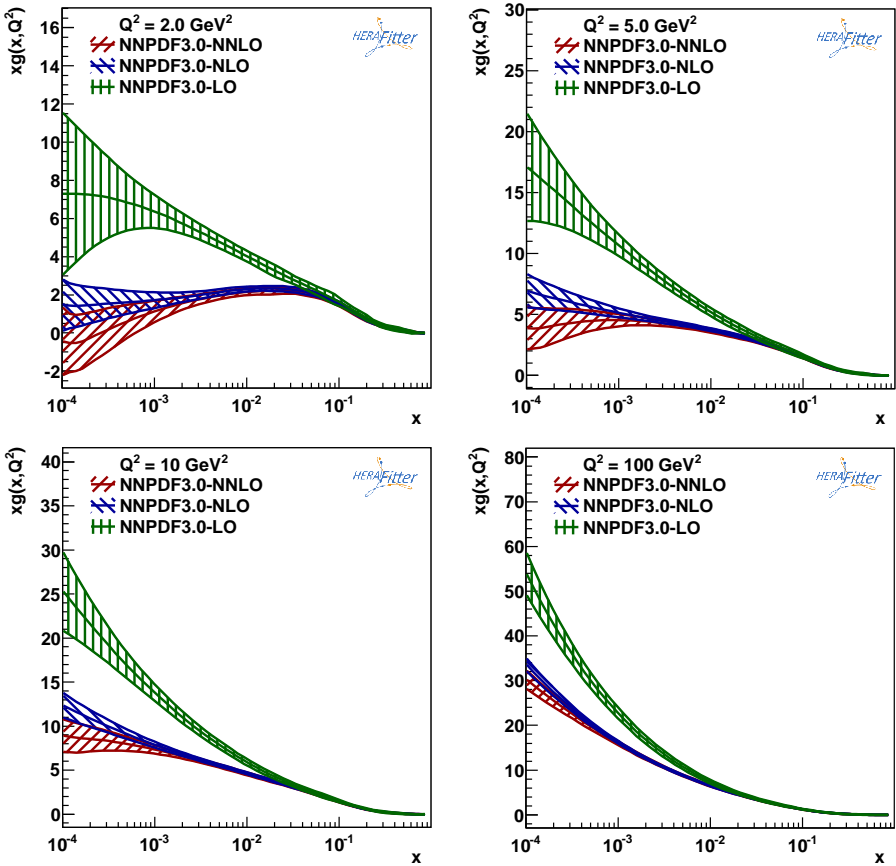 xg(x,Q²)
Q² = 2.0 GeV²
NNPDF3.0-NNLO
NNPDF3.0-NLO
NNPDF3.0-LO
HERAFitter
16
14
12
10
8
6
4
2
0
-2
10⁻⁴ 10⁻³ 10⁻² 10⁻¹
x
xg(x,Q²)
Q² = 5.0 GeV²
NNPDF3.0-NNLO
NNPDF3.0-NLO
NNPDF3.0-LO
HERAFitter
30
25
20
15
10
5
0
10⁻⁴ 10⁻³ 10⁻² 10⁻¹
x
xg(x,Q²)
Q² = 10 GeV²
NNPDF3.0-NNLO
NNPDF3.0-NLO
NNPDF3.0-LO
HERAFitter
40
35
30
25
20
15
10
5
0
10⁻⁴ 10⁻³ 10⁻² 10⁻¹
x
xg(x,Q²)
Q² = 100 GeV²
NNPDF3.0-NNLO
NNPDF3.0-NLO
NNPDF3.0-LO
HERAFitter
80
70
60
50
40
30
20
10
0
10⁻⁴ 10⁻³ 10⁻² 10⁻¹
x